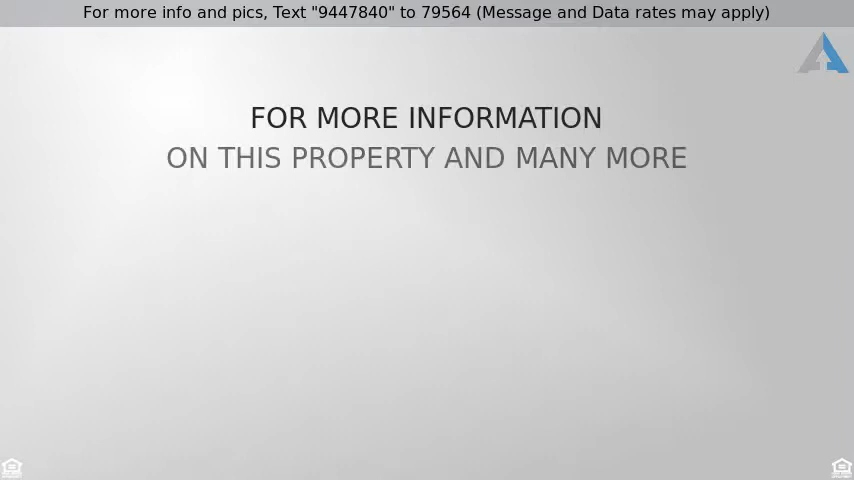 For more info and pics, Text "9447840" to 79564 (Message and Data rates may apply)
FOR MORE INFORMATION
ON THIS PROPERTY AND MANY MORE